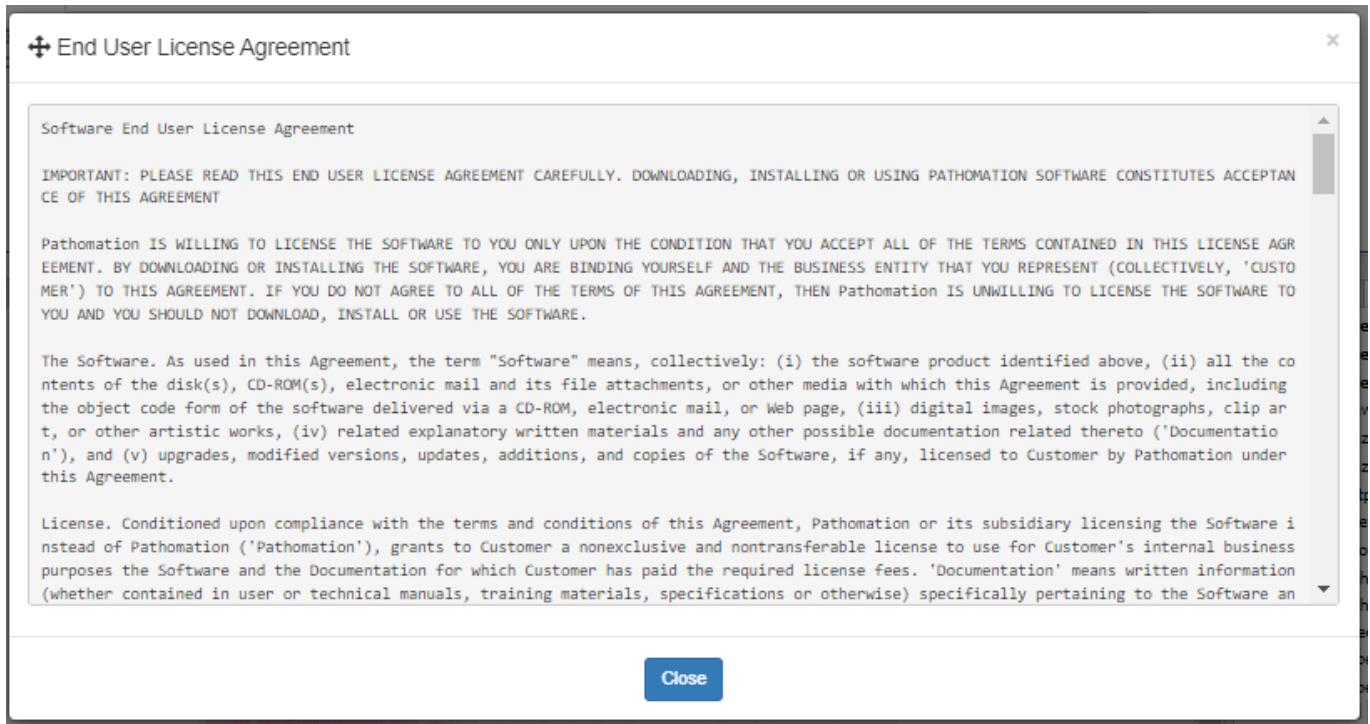 End User License Agreement
×
Software End User License Agreement
IMPORTANT: PLEASE READ THIS END USER LICENSE AGREEMENT CAREFULLY. DOWNLOADING, INSTALLING OR USING PATHOMATION SOFTWARE CONSTITUTES ACCEPTAN
CE OF THIS AGREEMENT
Pathomation IS WILLING TO LICENSE THE SOFTWARE TO YOU ONLY UPON THE CONDITION THAT YOU ACCEPT ALL OF THE TERMS CONTAINED IN THIS LICENSE AGR
EEMENT. BY DOWNLOADING OR INSTALLING THE SOFTWARE, YOU ARE BINDING YOURSELF AND THE BUSINESS ENTITY THAT YOU REPRESENT (COLLECTIVELY, 'CUSTO
MER') TO THIS AGREEMENT. IF YOU DO NOT AGREE TO ALL OF THE TERMS OF THIS AGREEMENT, THEN Pathomation IS UNWILLING TO LICENSE THE SOFTWARE TO
YOU AND YOU SHOULD NOT DOWNLOAD, INSTALL OR USE THE SOFTWARE.
The Software. As used in this Agreement, the term "Software" means, collectively: (i) the software product identified above, (ii) all the co
ntents of the disk(s), CD-ROM(s), electronic mail and its file attachments, or other media with which this Agreement is provided, including
the object code form of the software delivered via a CD-ROM, electronic mail, or Web page, (iii) digital images, stock photographs, clip ar
t, or other artistic works, (iv) related explanatory written materials and any other possible documentation related thereto ('Documentatio
n'), and (v) upgrades, modified versions, updates, additions, and copies of the Software, if any, licensed to Customer by Pathomation under
this Agreement.
License. Conditioned upon compliance with the terms and conditions of this Agreement, Pathomation or its subsidiary licensing the Software i
nstead of Pathomation ('Pathomation'), grants to Customer a nonexclusive and nontransferable license to use for Customer's internal business
purposes the Software and the Documentation for which Customer has paid the required license fees. 'Documentation' means written information
(whether contained in user or technical manuals, training materials, specifications or otherwise) specifically pertaining to the Software an
Close